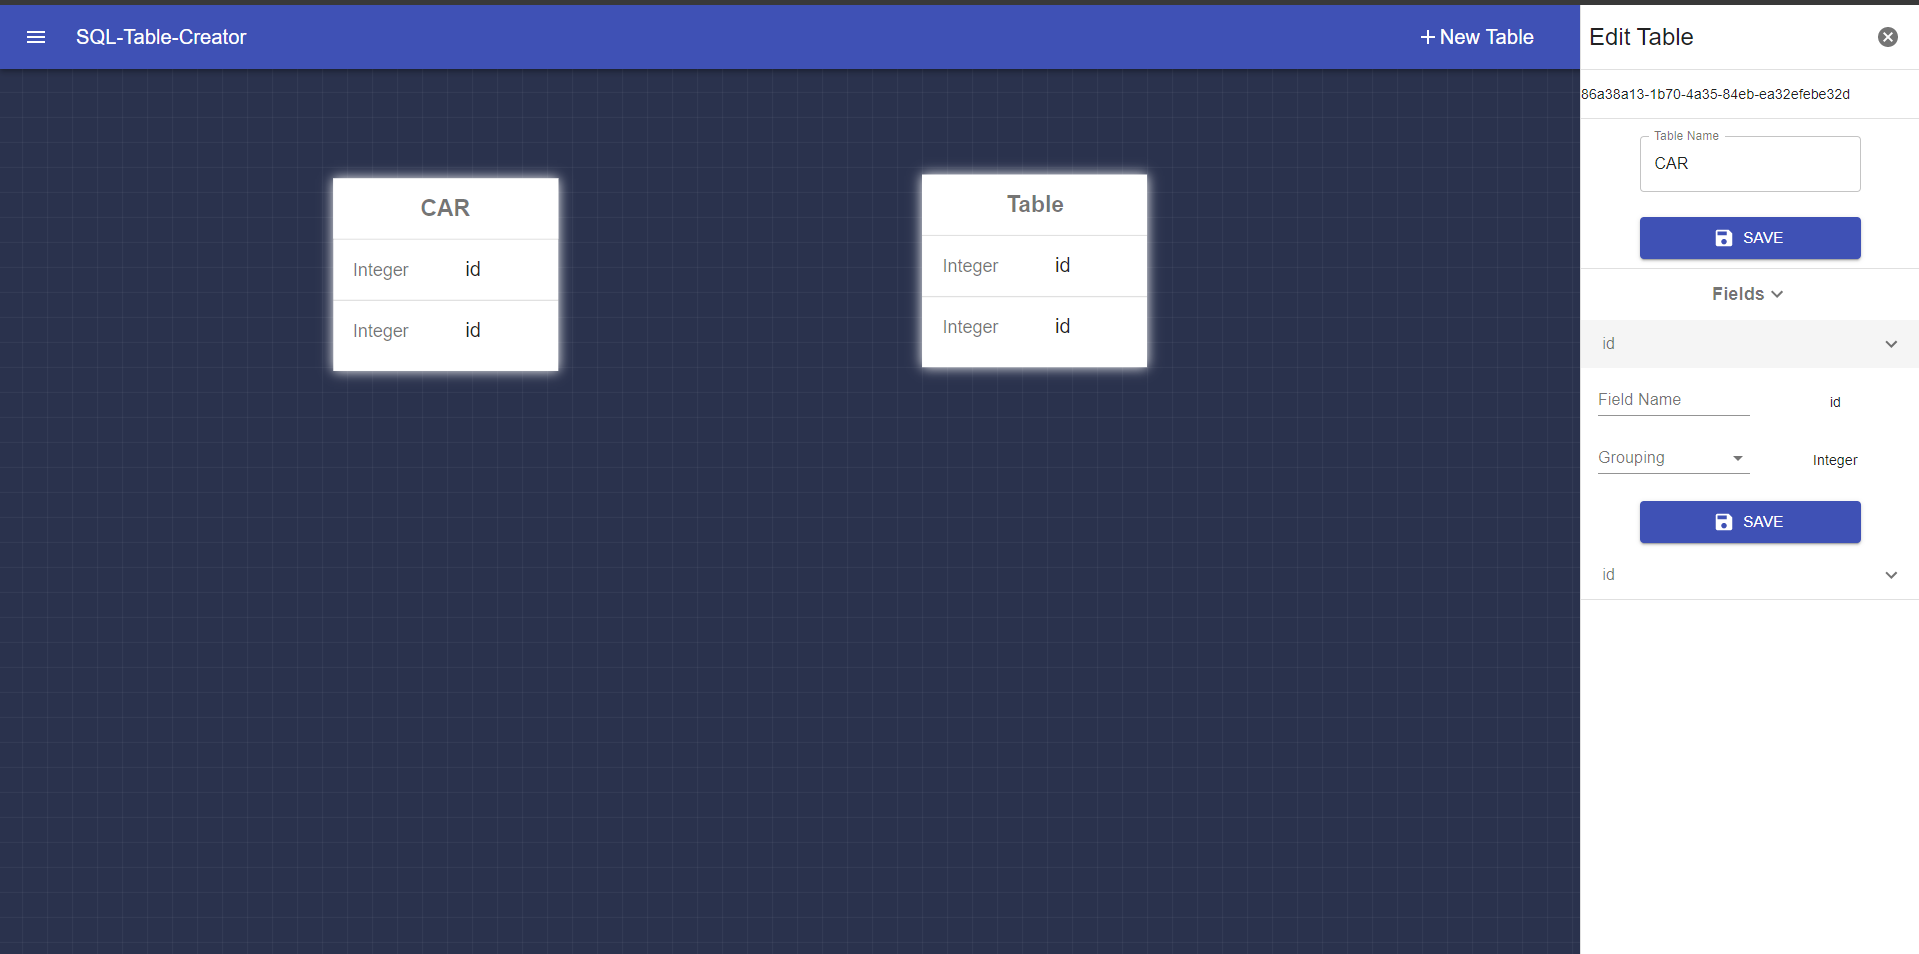 SQL-Table-Creator
New Table
CAR
Integer id
Integer id
Table
Integer id
Integer id
Edit Table
86a38a13-1b70-4a35-84eb-ea32efebe32d
Table Name
CAR
SAVE
Fields
id
Field Name id
Grouping Integer
SAVE
id